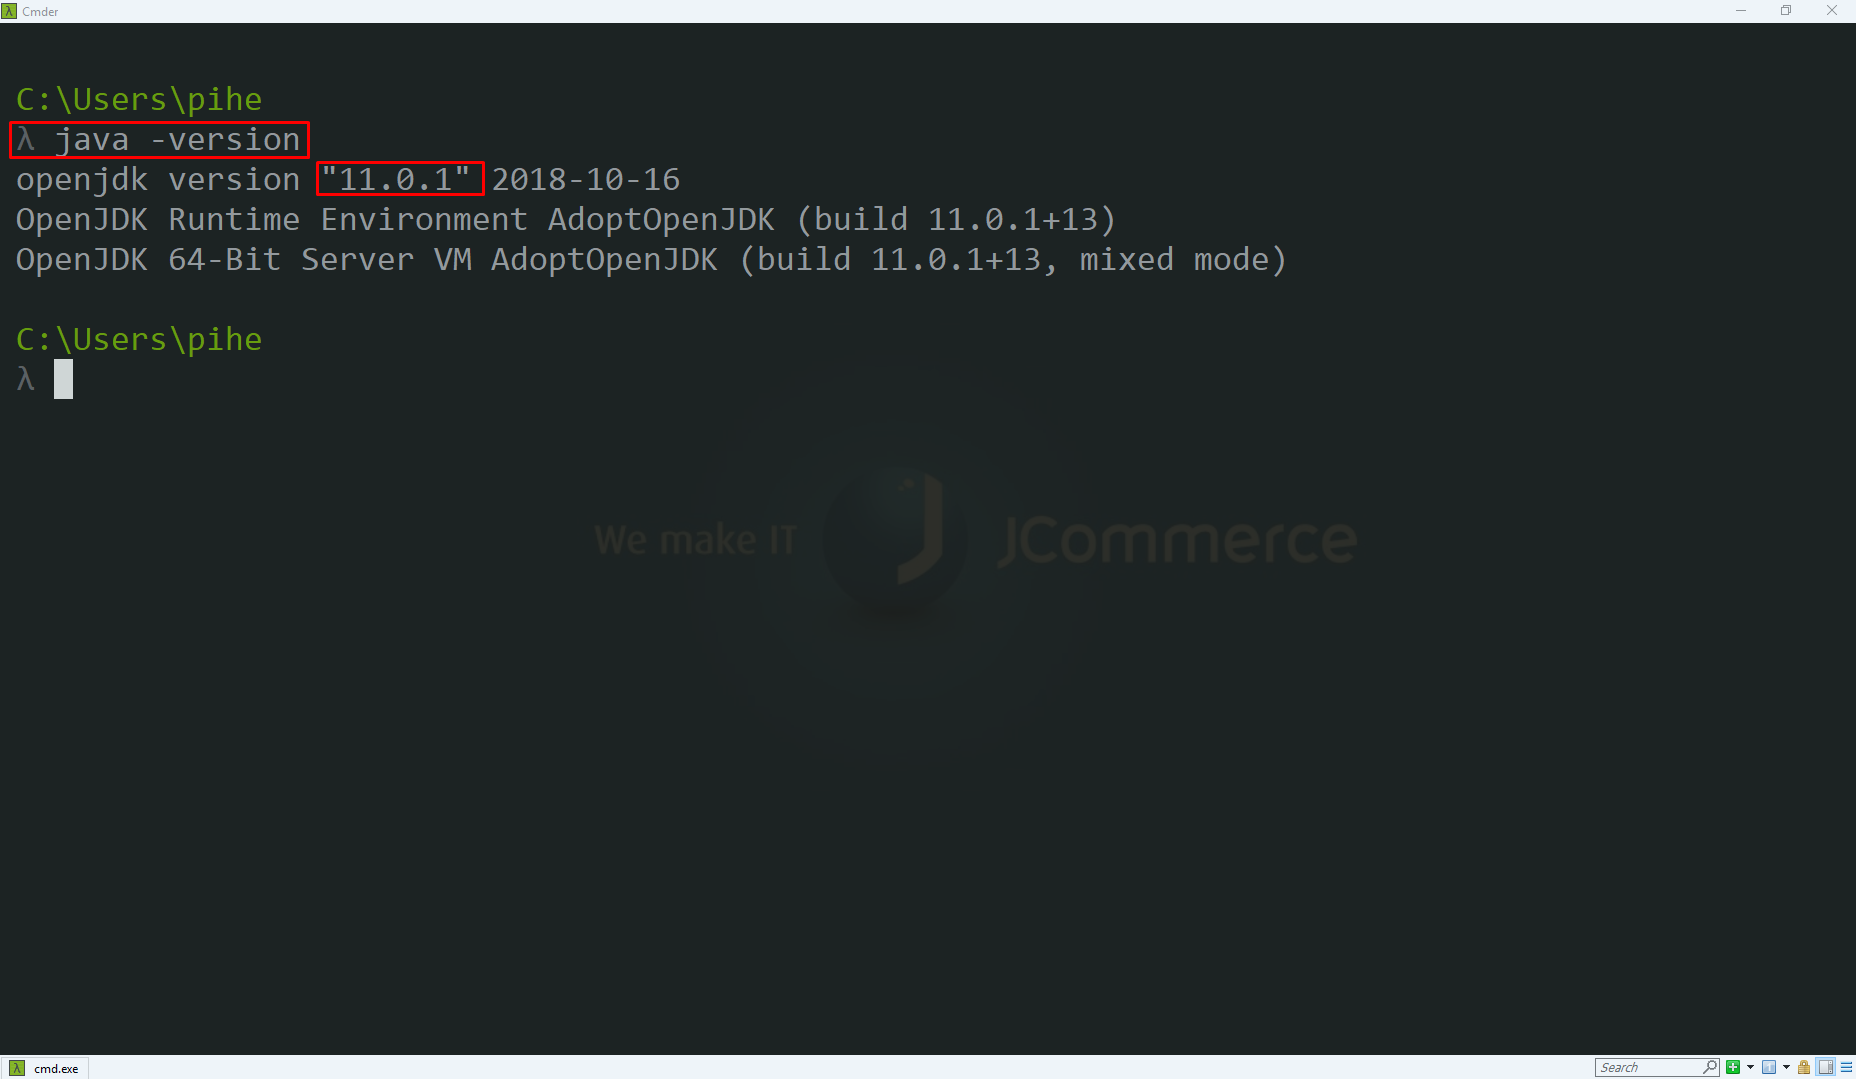 Cmder
C:\Users\pihe
λ java -version
openjdk version "11.0.1" 2018-10-16
OpenJDK Runtime Environment AdoptOpenJDK (build 11.0.1+13)
OpenJDK 64-Bit Server VM AdoptOpenJDK (build 11.0.1+13, mixed mode)
C:\Users\pihe
λ
We make IT JCommerce
cmd.exe
Search